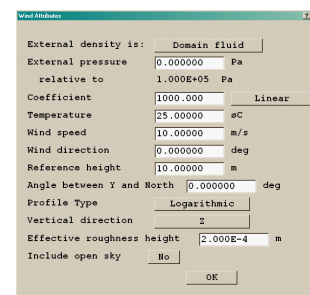 Wind Attributes ?
External density is: Domain fluid
External pressure 0.000000 Pa
relative to 1.000E+05 Pa
Coefficient 1000.000 Linear
Temperature 25.00000 øC
Wind speed 10.00000 m/s
Wind direction 0.000000 deg
Reference height 10.00000 m
Angle between Y and North 0.000000 deg
Profile Type Logarithmic
Vertical direction Z
Effective roughness height 2.000E-4 m
Include open sky No
OK